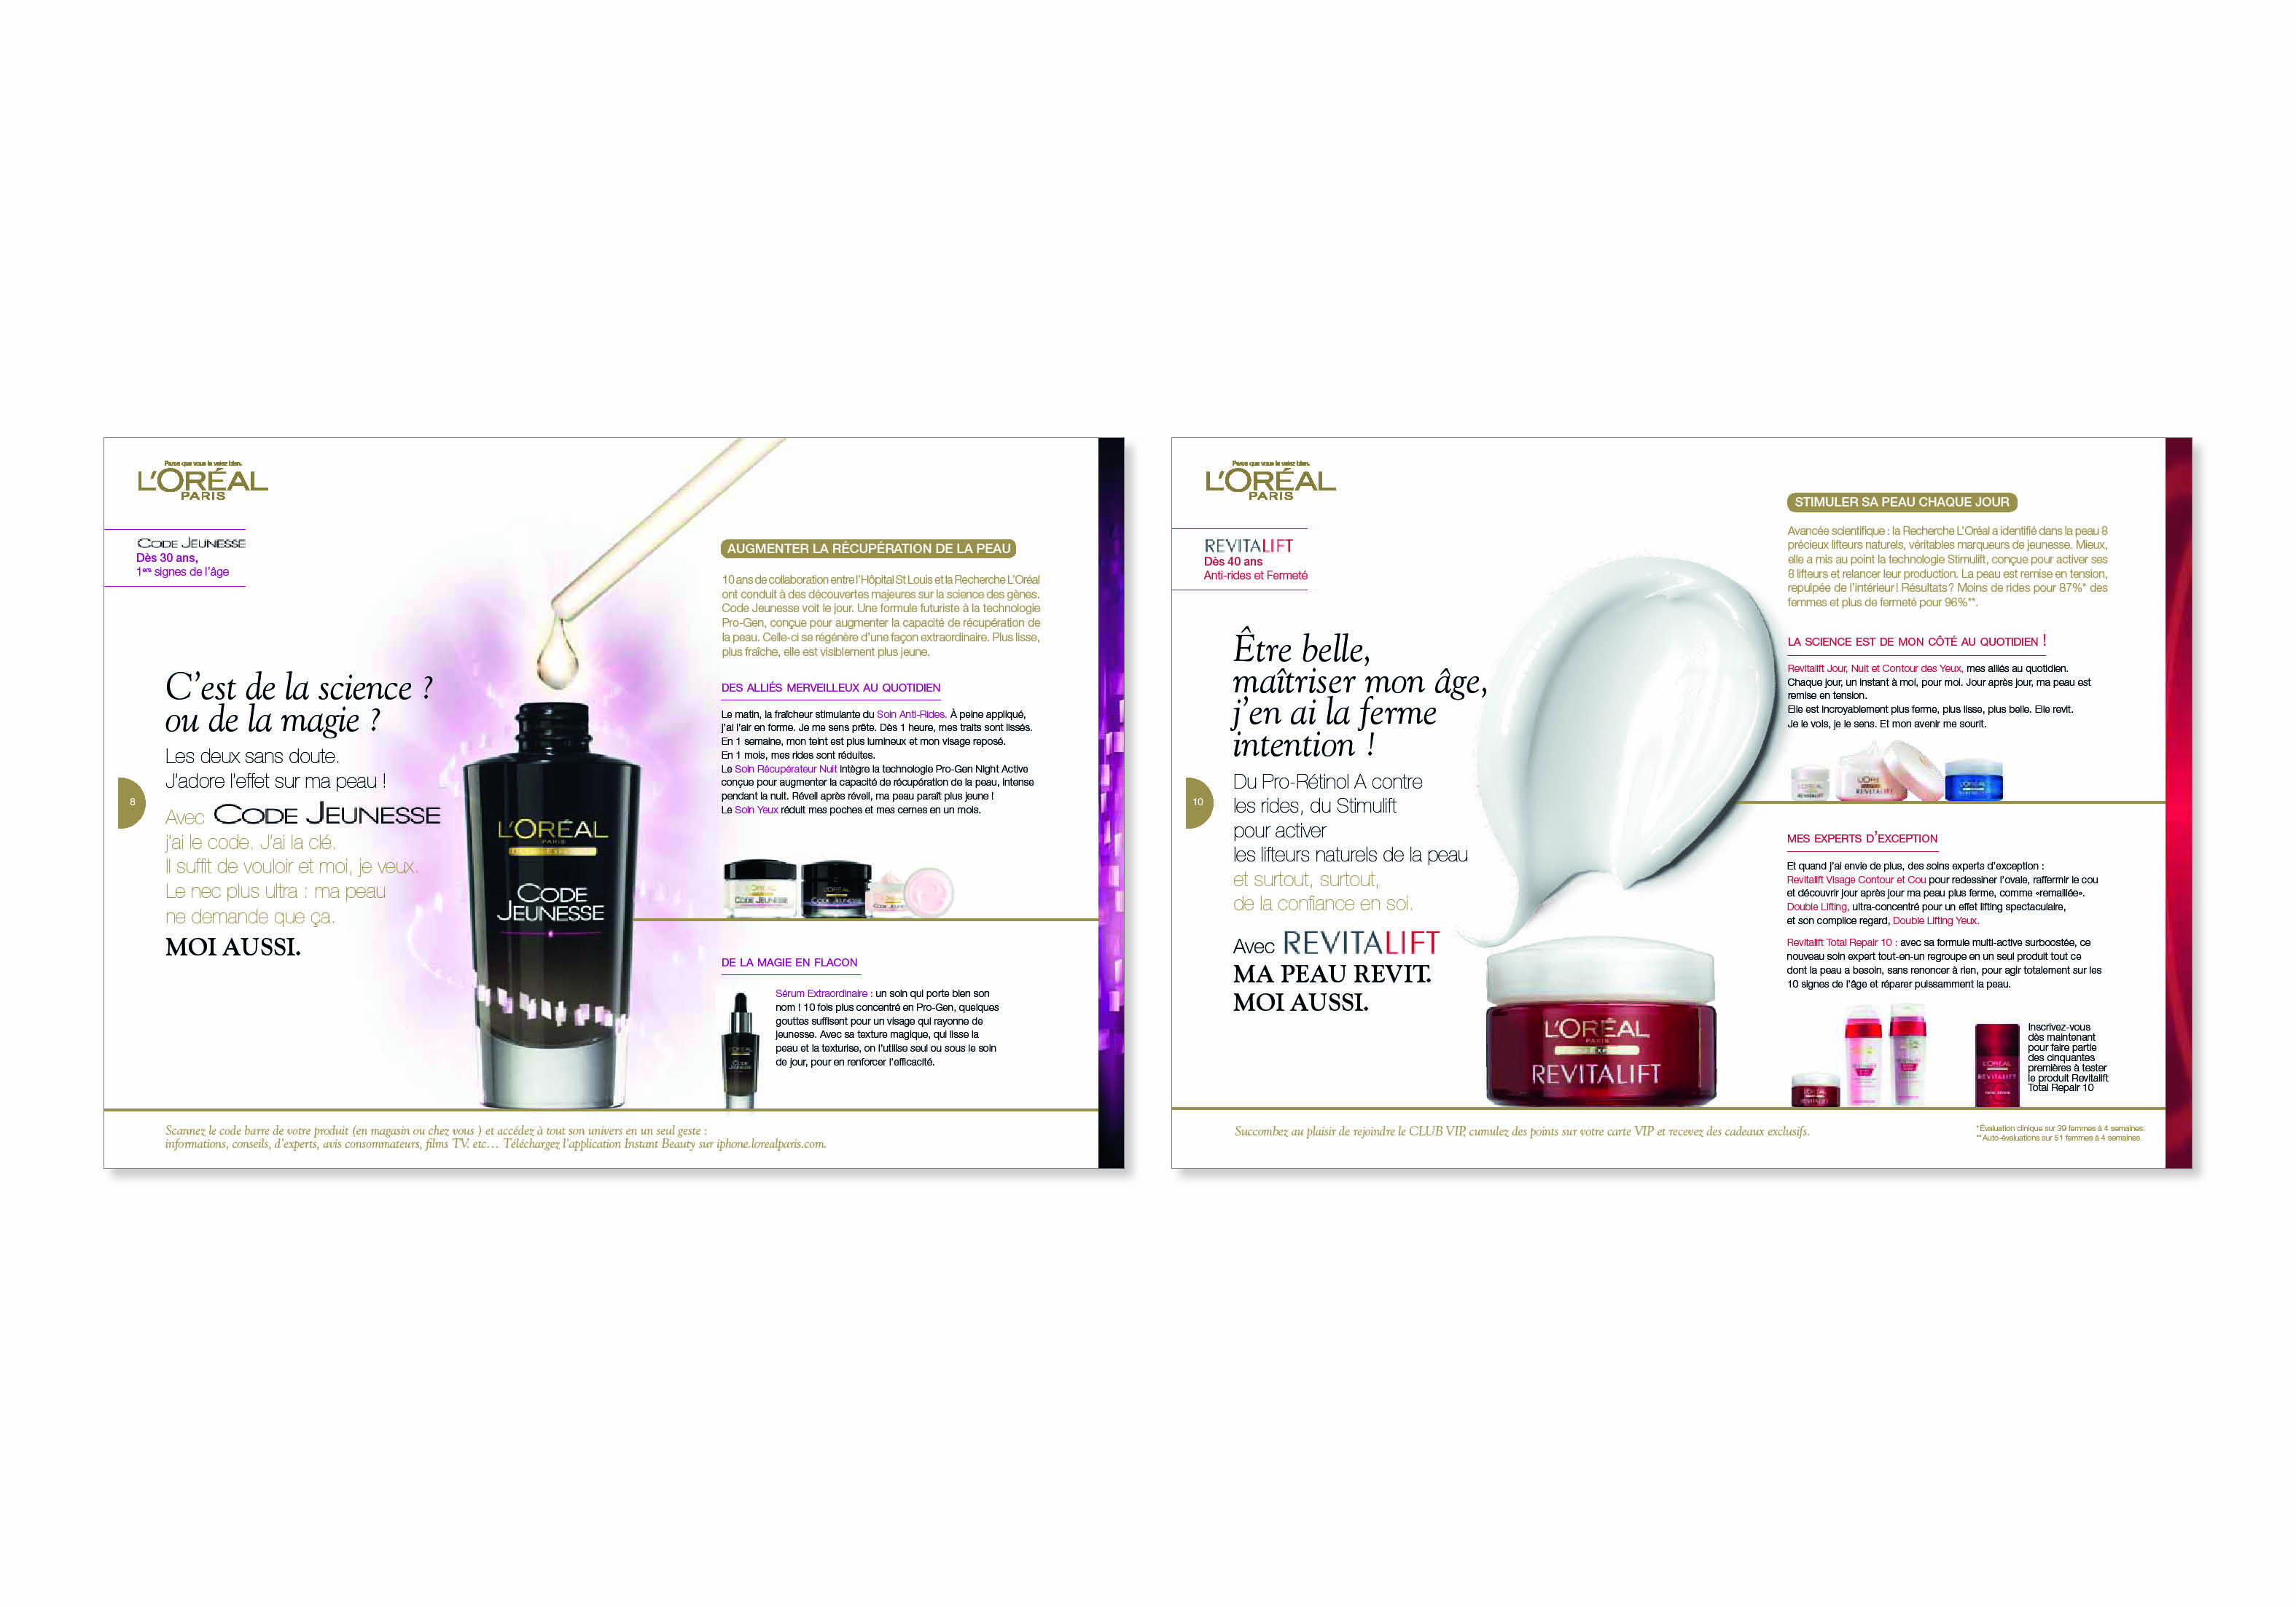 Parce que vous le valez bien.
L'ORÉAL
PARIS
CODE JEUNESSE
Dès 30 ans,
1ers signes de l'âge
C'est de la science ?
ou de la magie ?
Les deux sans doute.
J'adore l'effet sur ma peau !
Avec CODE JEUNESSE
j'ai le code. J'ai la clé.
Il suffit de vouloir et moi, je veux.
Le nec plus ultra : ma peau
ne demande que ça.
MOI AUSSI.
8
L'ORÉAL
PARIS
CODE
JEUNESSE
AUGMENTER LA RÉCUPÉRATION DE LA PEAU
10 ans de collaboration entre l'Hôpital St Louis et la Recherche L'Oréal
ont conduit à des découvertes majeures sur la science des gènes.
Code Jeunesse voit le jour. Une formule futuriste à la technologie
Pro-Gen, conçue pour augmenter la capacité de récupération de
la peau. Celle-ci se régénère d'une façon extraordinaire. Plus lisse,
plus fraîche, elle est visiblement plus jeune.
DES ALLIÉS MERVEILLEUX AU QUOTIDIEN
Le matin, la fraîcheur stimulante du Soin Anti-Rides. À peine appliqué,
j'ai l'air en forme. Je me sens prête. Dès 1 heure, mes traits sont lissés.
En 1 semaine, mon teint est plus lumineux et mon visage reposé.
En 1 mois, mes rides sont réduites.
Le Soin Récupérateur Nuit intègre la technologie Pro-Gen Night Active
conçue pour augmenter la capacité de récupération de la peau, intense
pendant la nuit. Réveil après réveil, ma peau paraît plus jeune !
Le Soin Yeux réduit mes poches et mes cernes en un mois.
DE LA MAGIE EN FLACON
Sérum Extraordinaire : un soin qui porte bien son
nom ! 10 fois plus concentré en Pro-Gen, quelques
gouttes suffisent pour un visage qui rayonne de
jeunesse. Avec sa texture magique, qui lisse la
peau et la texturise, on l'utilise seul ou sous le soin
de jour, pour en renforcer l'efficacité.
Scannez le code barre de votre produit (en magasin ou chez vous ) et accédez à tout son univers en un seul geste :
informations, conseils, d'experts, avis consommateurs, films TV. etc... Téléchargez l'application Instant Beauty sur iphone.lorealparis.com.
Parce que vous le valez bien.
L'ORÉAL
PARIS
REVITALIFT
Dès 40 ans
Anti-rides et Fermeté
Être belle,
maîtriser mon âge,
j'en ai la ferme
intention !
Du Pro-Rétinol A contre
les rides, du Stimulift
pour activer
les lifteurs naturels de la peau
et surtout, surtout,
de la confiance en soi.
Avec REVITALIFT
MA PEAU REVIT.
MOI AUSSI.
10
L'ORÉAL
PARIS
REVITALIFT
STIMULER SA PEAU CHAQUE JOUR
Avancée scientifique : la Recherche L'Oréal a identifié dans la peau 8
précieux lifteurs naturels, véritables marqueurs de jeunesse. Mieux,
elle a mis au point la technologie Stimulift, conçue pour activer ses
8 lifteurs et relancer leur production. La peau est remise en tension,
repulpée de l'intérieur! Résultats? Moins de rides pour 87%* des
femmes et plus de fermeté pour 96%**.
LA SCIENCE EST DE MON CÔTÉ AU QUOTIDIEN !
Revitalift Jour, Nuit et Contour des Yeux, mes alliés au quotidien.
Chaque jour, un instant à moi, pour moi. Jour après jour, ma peau est
remise en tension.
Elle est incroyablement plus ferme, plus lisse, plus belle. Elle revit.
Je le vois, je le sens. Et mon avenir me sourit.
MES EXPERTS D'EXCEPTION
Et quand j'ai envie de plus, des soins experts d'exception :
Revitalift Visage Contour et Cou pour redessiner l'ovale, raffermir le cou
et découvrir jour après jour ma peau plus ferme, comme «remaillée».
Double Lifting, ultra-concentré pour un effet lifting spectaculaire,
et son complice regard, Double Lifting Yeux.
Revitalift Total Repair 10 : avec sa formule multi-active surboostée, ce
nouveau soin expert tout-en-un regroupe en un seul produit tout ce
dont la peau a besoin, sans renoncer à rien, pour agir totalement sur les
10 signes de l'âge et réparer puissamment la peau.
Inscrivez-vous
dès maintenant
pour faire partie
des cinquantes
premières à tester
le produit Revitalift
Total Repair 10
Succombez au plaisir de rejoindre le CLUB VIP, cumulez des points sur votre carte VIP et recevez des cadeaux exclusifs.
*Évaluation clinique sur 39 femmes à 4 semaines.
**Auto-évaluations sur 51 femmes à 4 semaines.